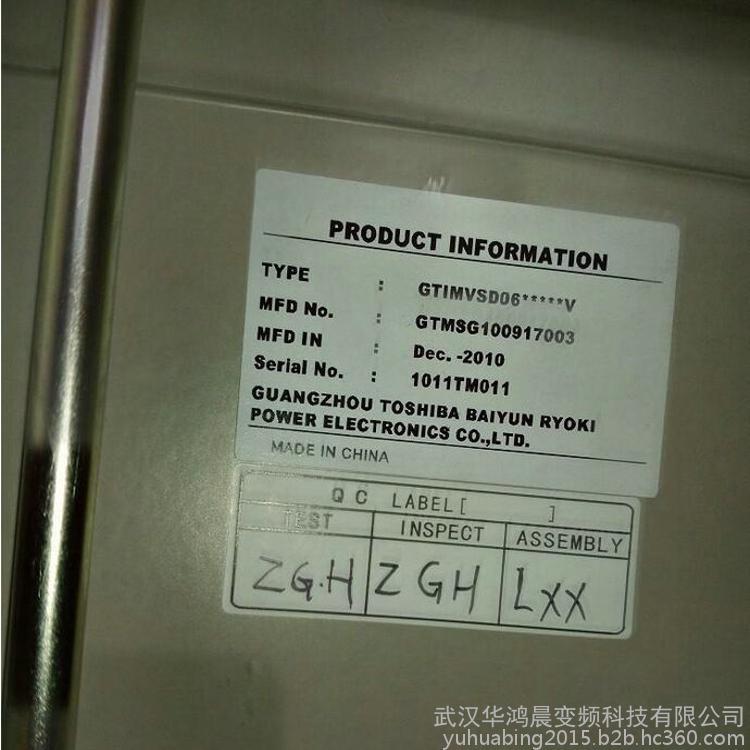 PRODUCT INFORMATION
TYPE : GTIMVSD06*****V
MFD No. : GTMSG100917003
MFD IN : Dec. -2010
Serial No. : 1011TM011
GUANGZHOU TOSHIBA BAIYUN RYOKI
POWER ELECTRONICS CO.,LTD.
MADE IN CHINA
QC LABEL[ ]
TEST INSPECT ASSEMBLY
ZG.H ZGH LXX
武汉华鸿晨变频科技有限公司
yuhuabing2015.b2b.hc360.com